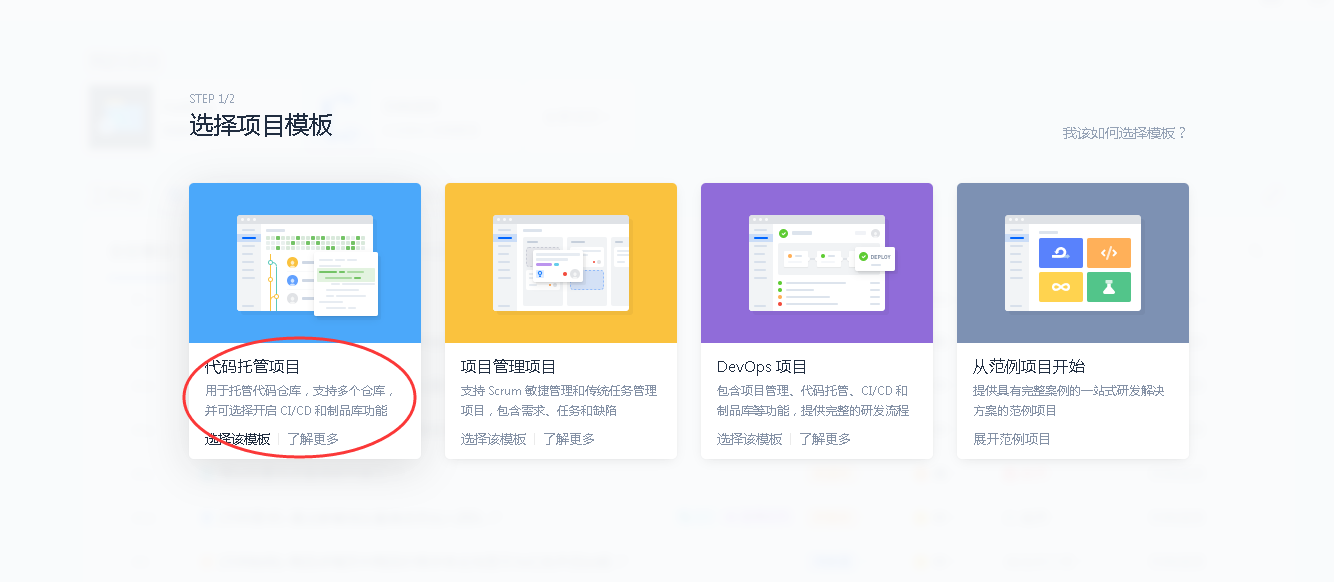 STEP 1/2
选择项目模板
我该如何选择模板？
DEPLOY
代码托管项目
用于托管代码仓库，支持多个仓库，
并可选择开启 CI/CD 和制品库功能
选择该模板
了解更多
项目管理项目
支持 Scrum 敏捷管理和传统任务管理
项目，包含需求、任务和缺陷
选择该模板
了解更多
DevOps 项目
包含项目管理、代码托管、CI/CD 和
制品库等功能，提供完整的研发流程
选择该模板
了解更多
从范例项目开始
提供具有完整案例的一站式研发解决
方案的范例项目
展开范例项目